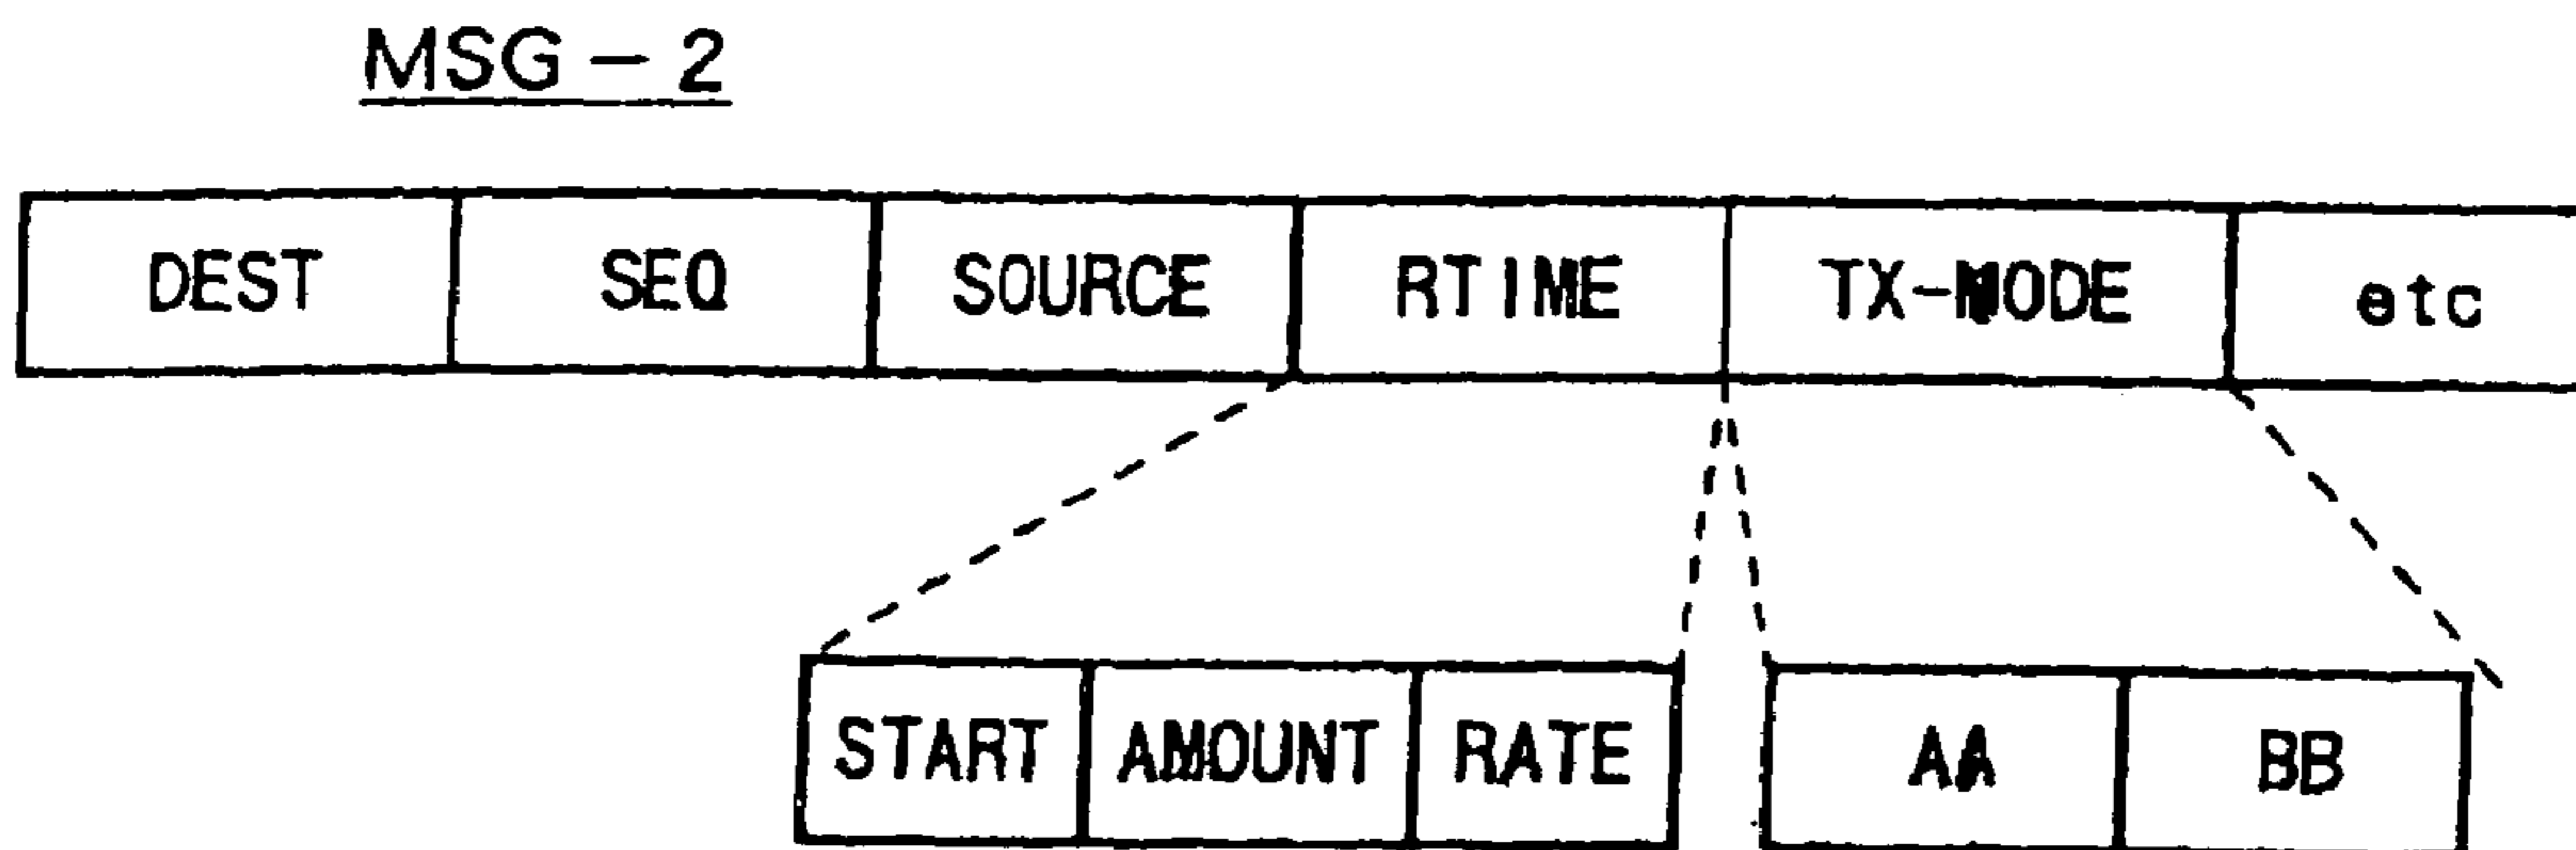 MSG – 2
DEST SEQ SOURCE RTIME TX-MODE etc
START AMOUNT RATE AA BB